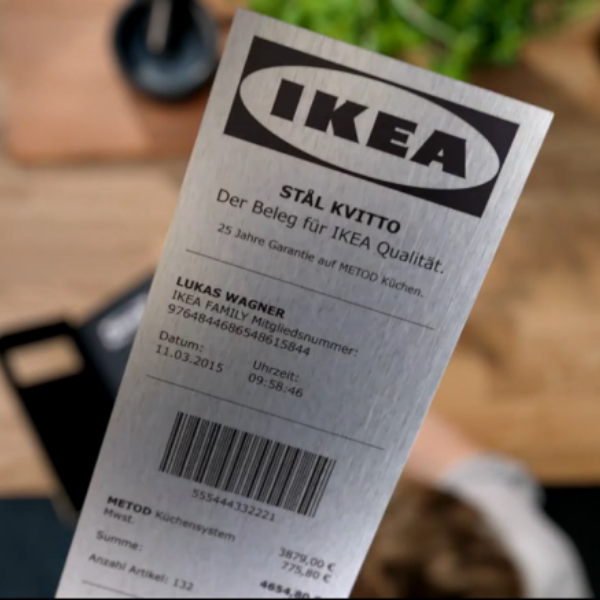 IKEA
STÅL KVITTO
Der Beleg für IKEA Qualität.
25 Jahre Garantie auf METOD Küchen.
LUKAS WAGNER
IKEA FAMILY Mitgliedsnummer:
9764844686548615844
Datum: Uhrzeit:
11.03.2015 09:58:46
555444332221
METOD Küchensystem 3879,00 €
Mwst. 775,80 €
Summe: 4654,80 €
Anzahl Artikel: 132